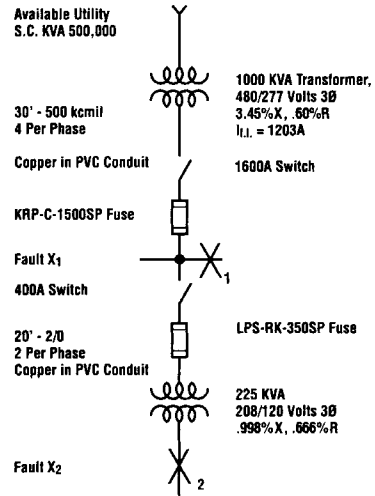 Available Utility
S.C. KVA 500,000
1000 KVA Transformer,
480/277 Volts 3Ø
3.45%X, .60%R
If.l. = 1203A
30' - 500 kcmil
4 Per Phase
Copper in PVC Conduit
1600A Switch
KRP-C-1500SP Fuse
Fault X1
1
400A Switch
LPS-RK-350SP Fuse
20' - 2/0
2 Per Phase
Copper in PVC Conduit
225 KVA
208/120 Volts 3Ø
.998%X, .666%R
Fault X2
2